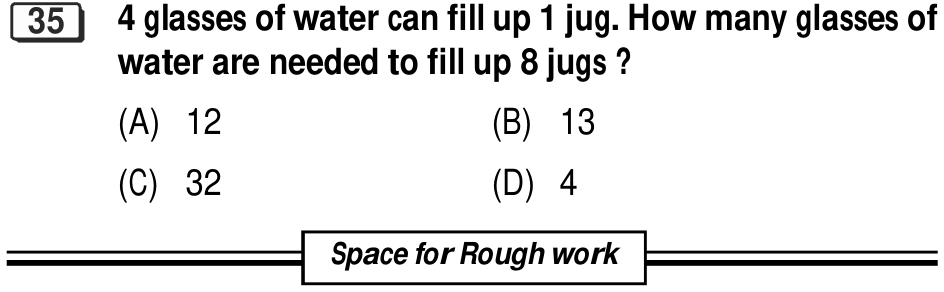 35 4 glasses of water can fill up 1 jug. How many glasses of
water are needed to fill up 8 jugs ?
(A) 12 (B) 13
(C) 32 (D) 4
Space for Rough work